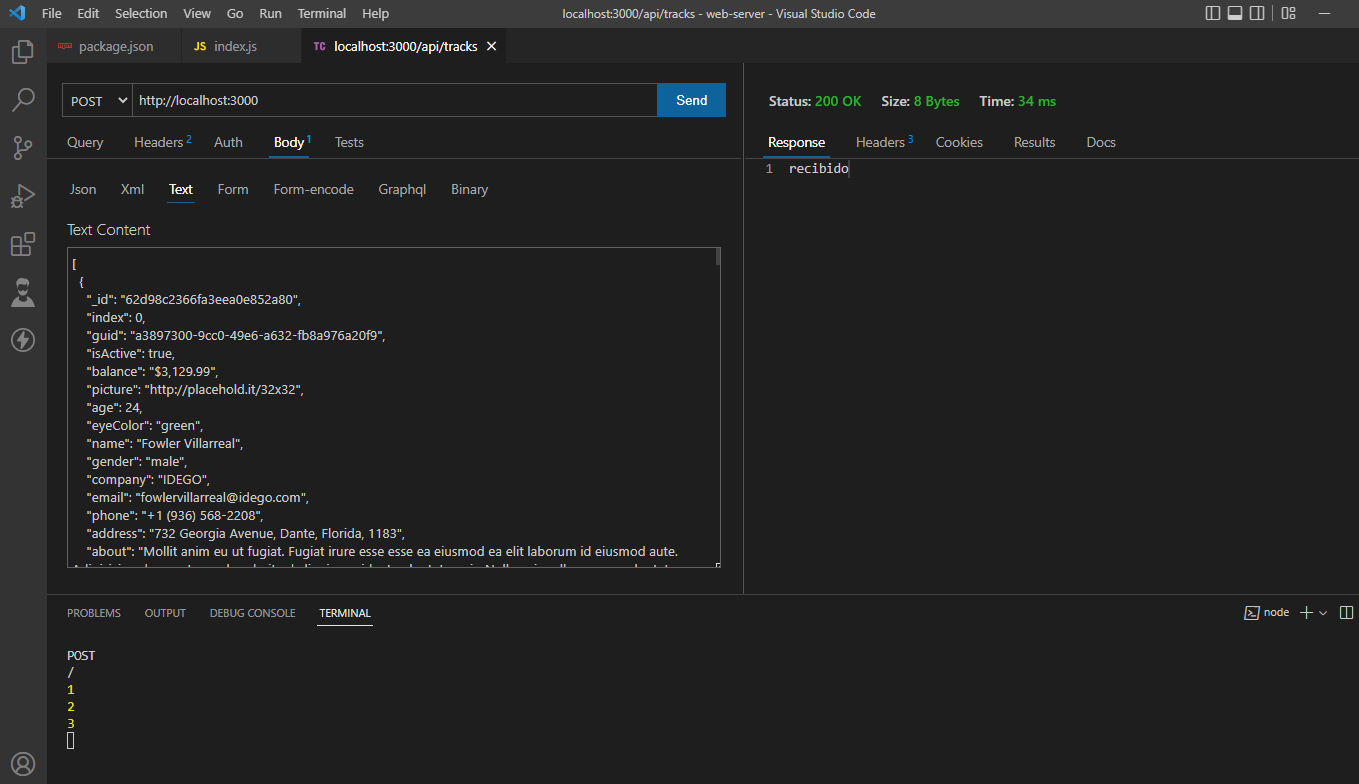 File Edit Selection View Go Run Terminal Help localhost:3000/api/tracks - web-server - Visual Studio Code
package.json JS index.js TC localhost:3000/api/tracks
POST http://localhost:3000 Send
Query Headers 2 Auth Body 1 Tests
Json Xml Text Form Form-encode Graphql Binary
Text Content
[
{
"_id": "62d98c2366fa3eea0e852a80",
"index": 0,
"guid": "a3897300-9cc0-49e6-a632-fb8a976a20f9",
"isActive": true,
"balance": "$3,129.99",
"picture": "http://placehold.it/32x32",
"age": 24,
"eyeColor": "green",
"name": "Fowler Villarreal",
"gender": "male",
"company": "IDEGO",
"email": "fowlervillarreal@idego.com",
"phone": "+1 (936) 568-2208",
"address": "732 Georgia Avenue, Dante, Florida, 1183",
"about": "Mollit anim eu ut fugiat. Fugiat irure esse esse ea eiusmod ea elit laborum id eiusmod aute.
Status: 200 OK Size: 8 Bytes Time: 34 ms
Response Headers 3 Cookies Results Docs
1 recibido
PROBLEMS OUTPUT DEBUG CONSOLE TERMINAL node
POST
/
1
2
3